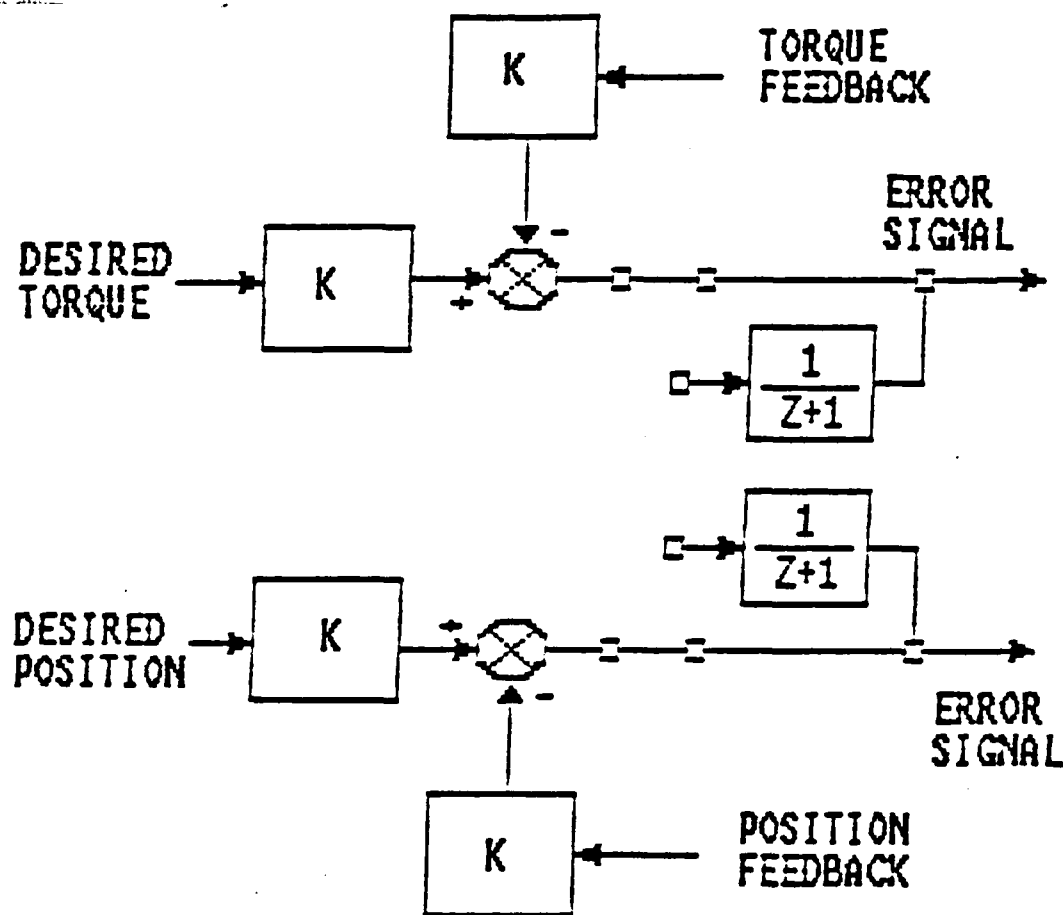 K
TORQUE
FEEDBACK
ERROR
SIGNAL
DESIRED
TORQUE
K
-
+
1
Z+1
1
Z+1
DESIRED
POSITION
K
+
-
ERROR
SIGNAL
K
POSITION
FEEDBACK